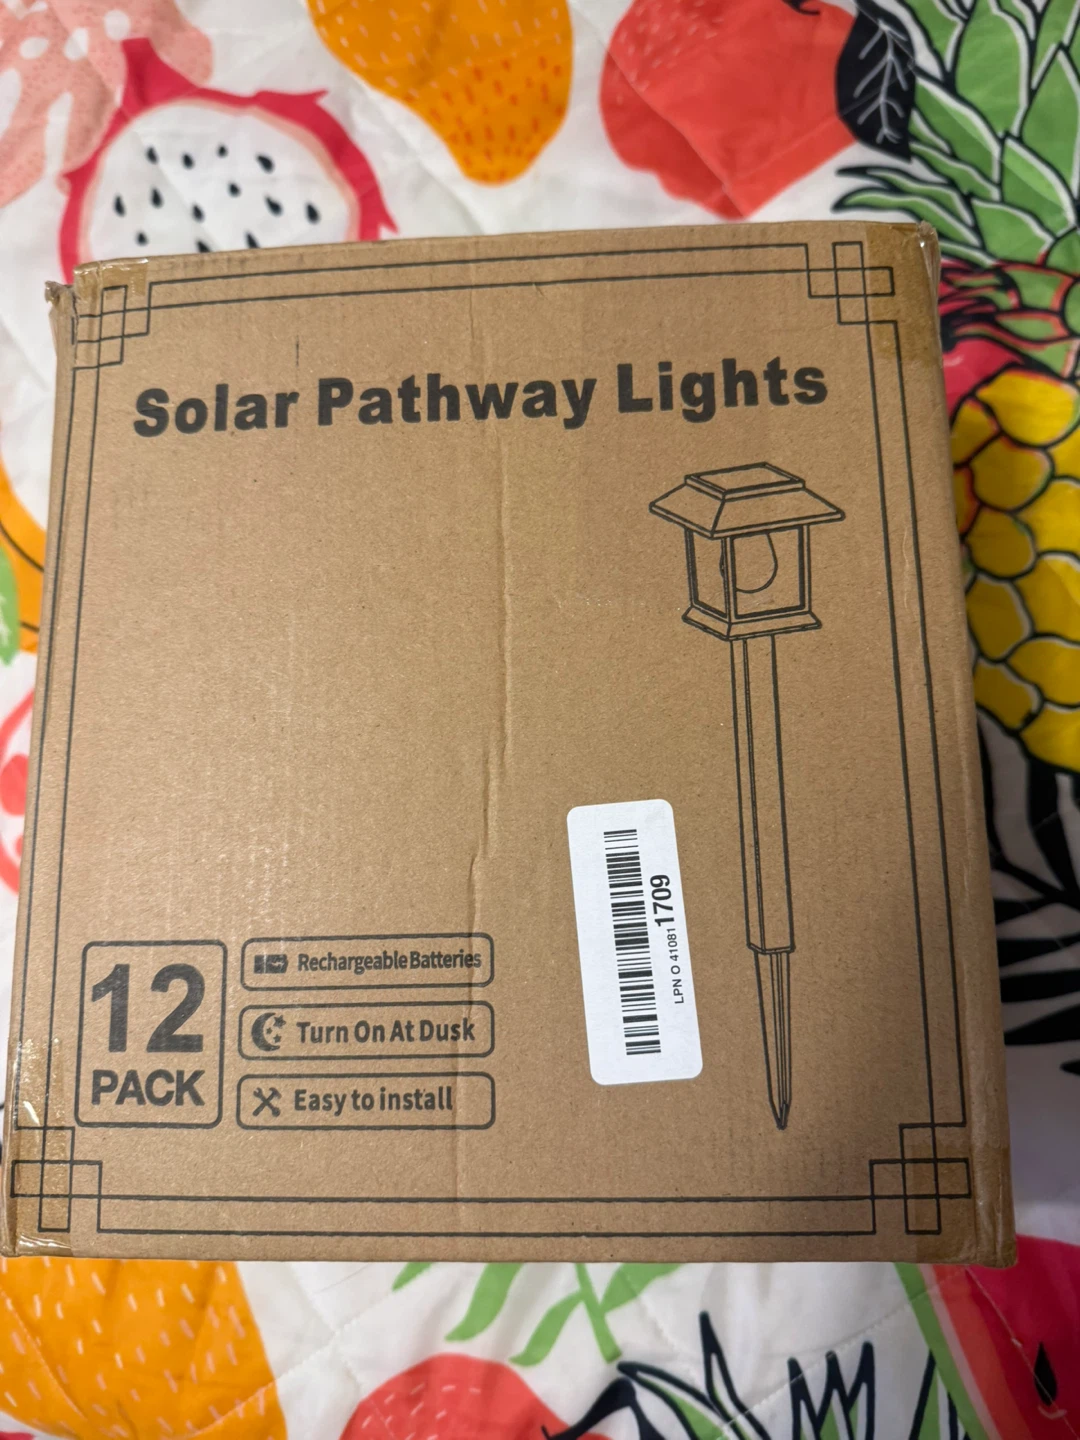 Solar Pathway Lights
12
PACK
Rechargeable Batteries
Turn On At Dusk
Easy to install
LPN O 410811709